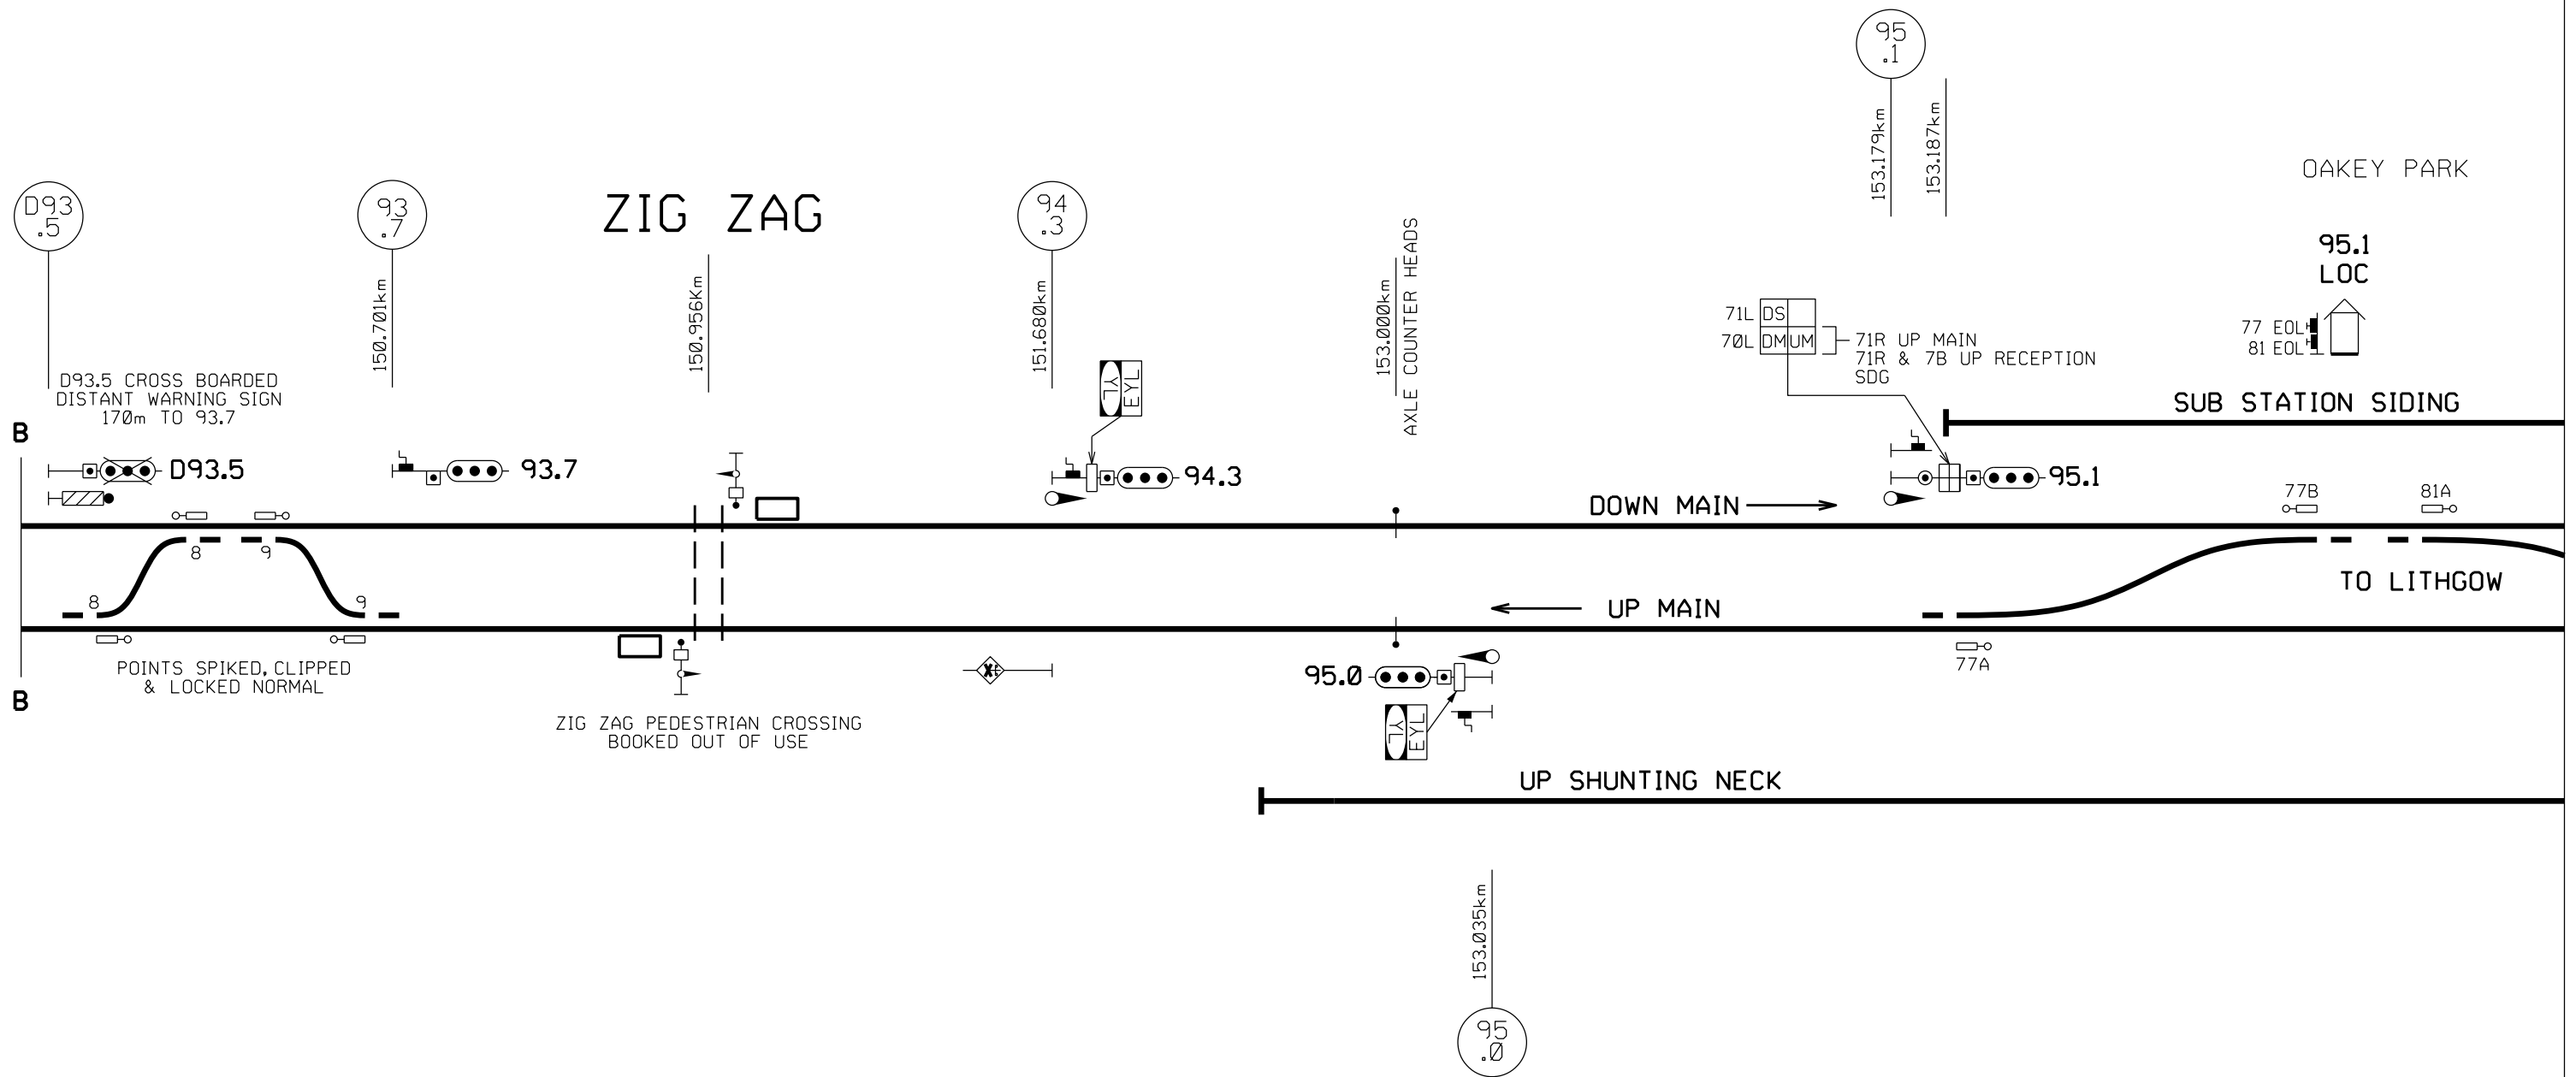 95
.1
153.179km
153.187km
OAKEY PARK
D93
.5
93
.7
ZIG ZAG
94
.3
150.701km
150.956Km
151.680km
153.000km
AXLE COUNTER HEADS
95.1
LOC
71L DS
70L DM UM
71R UP MAIN
71R & 7B UP RECEPTION
SDG
77 EOL
81 EOL
D93.5 CROSS BOARDED
DISTANT WARNING SIGN
170m TO 93.7
YL
EYL
SUB STATION SIDING
B
D93.5
93.7
94.3
95.1
DOWN MAIN
77B
81A
8
9
8
9
UP MAIN
TO LITHGOW
POINTS SPIKED, CLIPPED
& LOCKED NORMAL
77A
95.0
B
YL
EYL
ZIG ZAG PEDESTRIAN CROSSING
BOOKED OUT OF USE
UP SHUNTING NECK
153.035km
95
.0